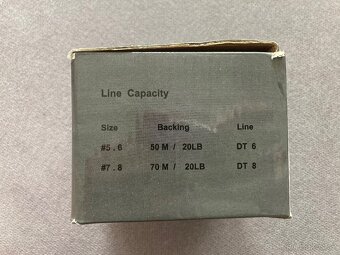 Line Capacity
Size Backing Line
#5.6 50 M / 20LB DT 6
#7.8 70 M / 20LB DT 8